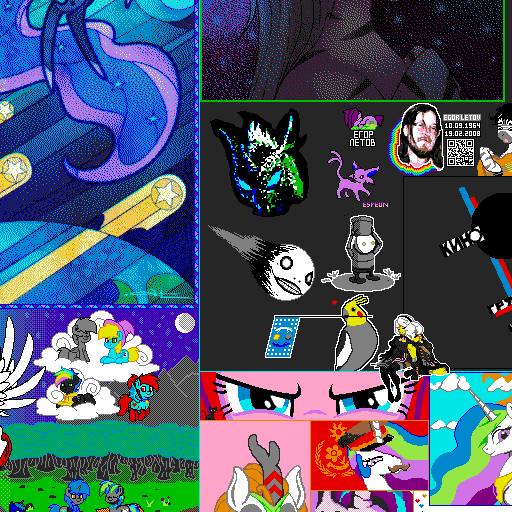 EGORLETOV
10.09.1964
19.02.2008
ЕГОР
ЛЕТОВ
ESPEON
КИНО